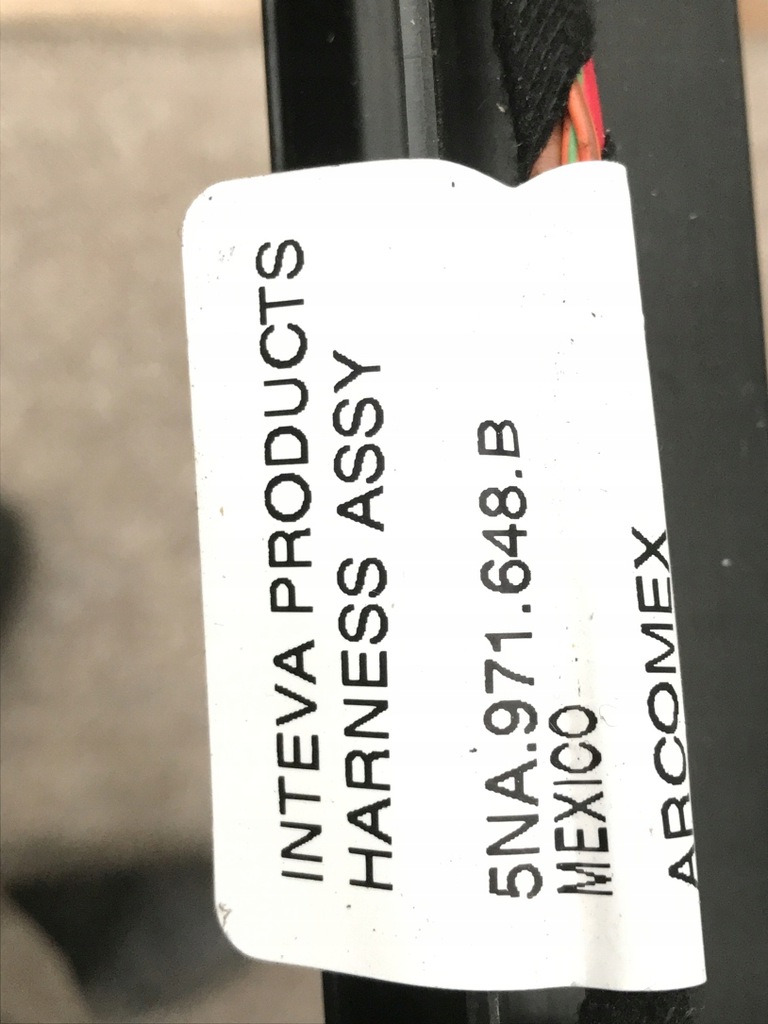 INTEVA PRODUCTS
HARNESS ASSY
5NA.971.648.B
MEXICO
ARCOMEX